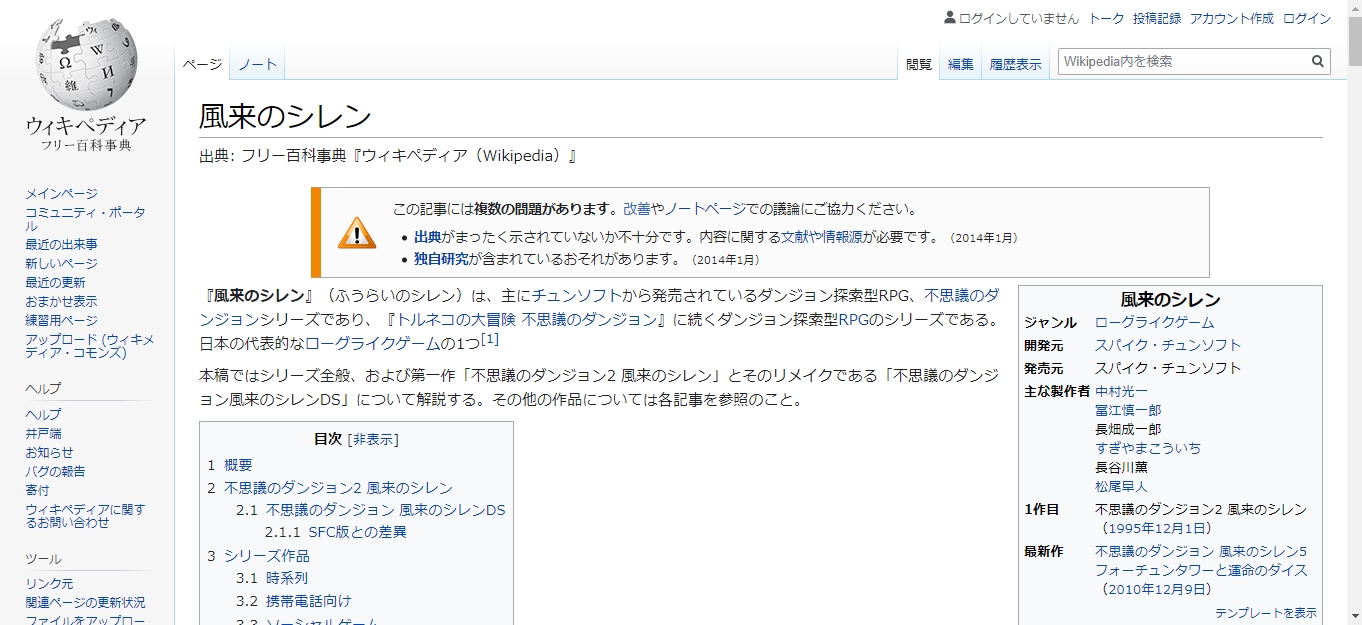 ログインしていません トーク 投稿記録 アカウント作成 ログイン
ページ ノート 閲覧 編集 履歴表示 Wikipedia内を検索
ウィキペディア
フリー百科事典
メインページ
コミュニティ・ポータ
ル
最近の出来事
新しいページ
最近の更新
おまかせ表示
練習用ページ
アップロード (ウィキメ
ディア・コモンズ)
ヘルプ
ヘルプ
井戸端
お知らせ
バグの報告
寄付
ウィキペディアに関す
るお問い合わせ
ツール
リンク元
関連ページの更新状況
ファイルをアップロー
風来のシレン
出典: フリー百科事典『ウィキペディア（Wikipedia）』
この記事には複数の問題があります。改善やノートページでの議論にご協力ください。
• 出典がまったく示されていないか不十分です。内容に関する文献や情報源が必要です。（2014年1月）
• 独自研究が含まれているおそれがあります。（2014年1月）
『風来のシレン』（ふうらいのシレン）は、主にチュンソフトから発売されているダンジョン探索型RPG、不思議のダ
ンジョンシリーズであり、『トルネコの大冒険 不思議のダンジョン』に続くダンジョン探索型RPGのシリーズである。
日本の代表的なローグライクゲームの1つ[1]
本稿ではシリーズ全般、および第一作「不思議のダンジョン2 風来のシレン」とそのリメイクである「不思議のダンジ
ョン風来のシレンDS」について解説する。その他の作品については各記事を参照のこと。
目次 [非表示]
1 概要
2 不思議のダンジョン2 風来のシレン
2.1 不思議のダンジョン 風来のシレンDS
2.1.1 SFC版との差異
3 シリーズ作品
3.1 時系列
3.2 携帯電話向け
3.3 ソーシャルゲーム
風来のシレン
ジャンル ローグライクゲーム
開発元 スパイク・チュンソフト
発売元 スパイク・チュンソフト
主な製作者 中村光一
冨江慎一郎
長畑成一郎
すぎやまこういち
長谷川薫
松尾早人
1作目 不思議のダンジョン2 風来のシレン
（1995年12月1日）
最新作 不思議のダンジョン 風来のシレン5
フォーチュンタワーと運命のダイス
（2010年12月9日）
テンプレートを表示